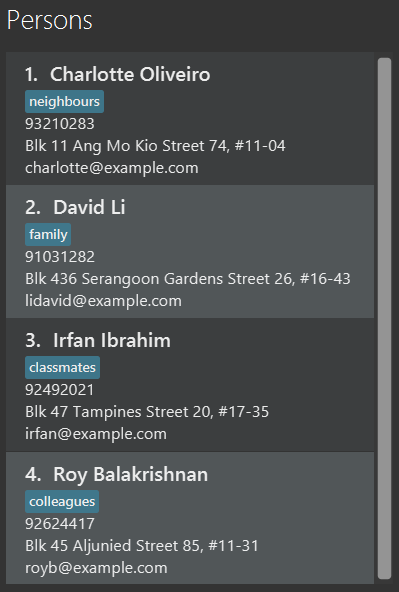 Persons
1. Charlotte Oliveiro
neighbours
93210283
Blk 11 Ang Mo Kio Street 74, #11-04
charlotte@example.com
2. David Li
family
91031282
Blk 436 Serangoon Gardens Street 26, #16-43
lidavid@example.com
3. Irfan Ibrahim
classmates
92492021
Blk 47 Tampines Street 20, #17-35
irfan@example.com
4. Roy Balakrishnan
colleagues
92624417
Blk 45 Aljunied Street 85, #11-31
royb@example.com